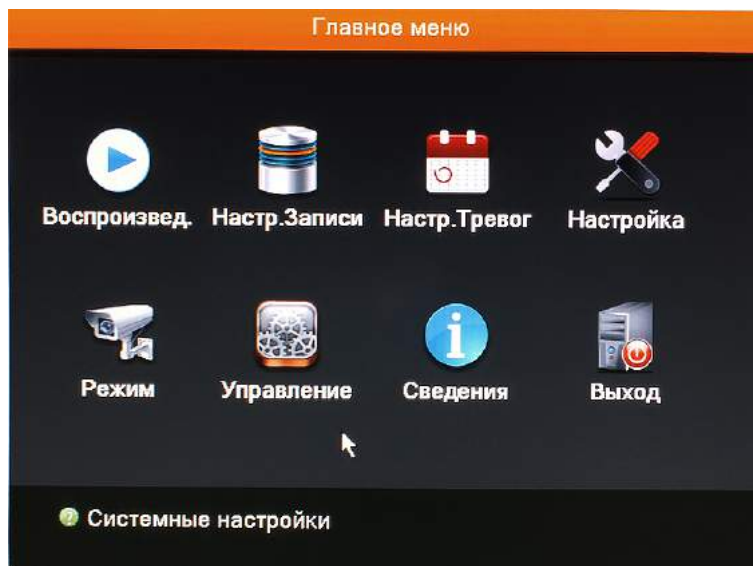 Главное меню
Воспроизвед. Настр.Записи Настр.Тревог Настройка
Режим Управление Сведения Выход
Системные настройки